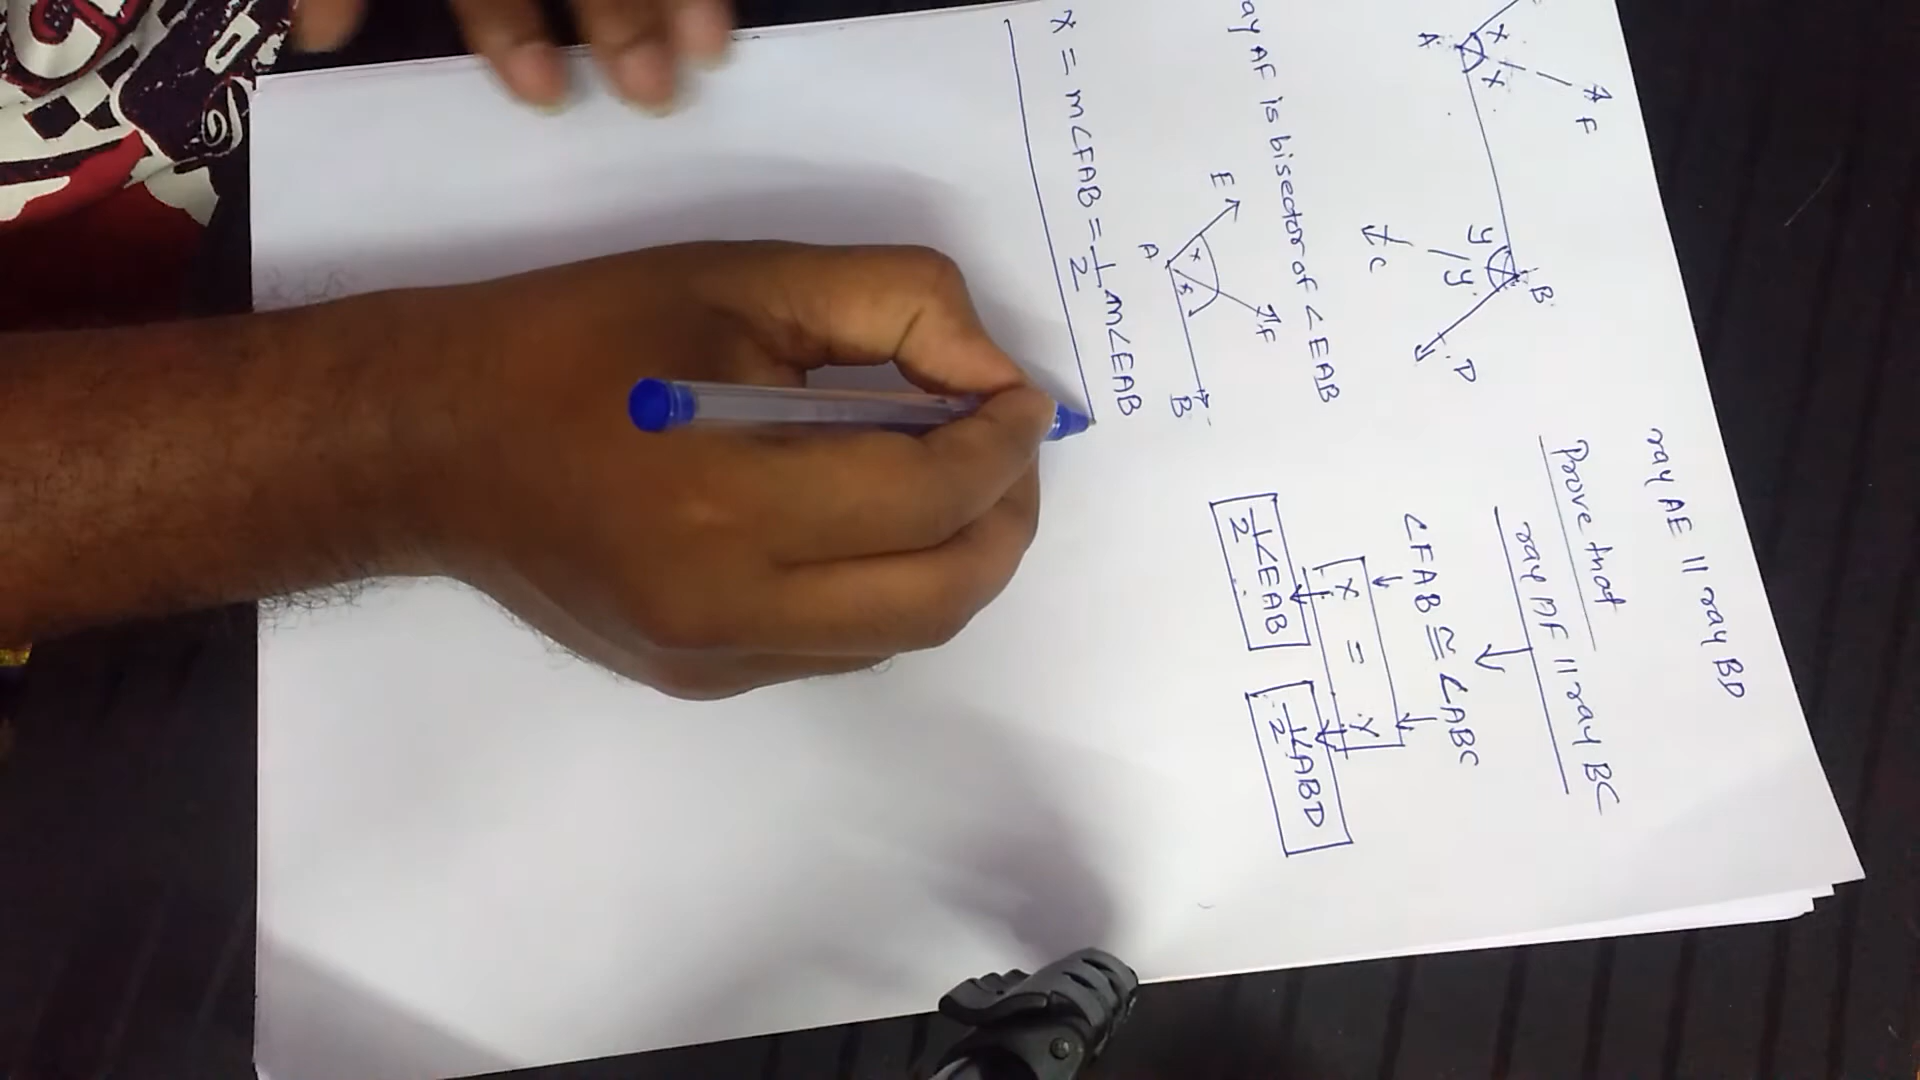 ray AE || ray BD
Prove that
ray AF || ray BC
F
x
x
A
B
y
y
C
D
∠FAB ≅ ∠ABC
x = y
1/2 ∠EAB
1/2 ∠ABD
ay AF is bisector of ∠EAB
E
F
x
x
A
B
x = m∠FAB = 1/2 m∠EAB